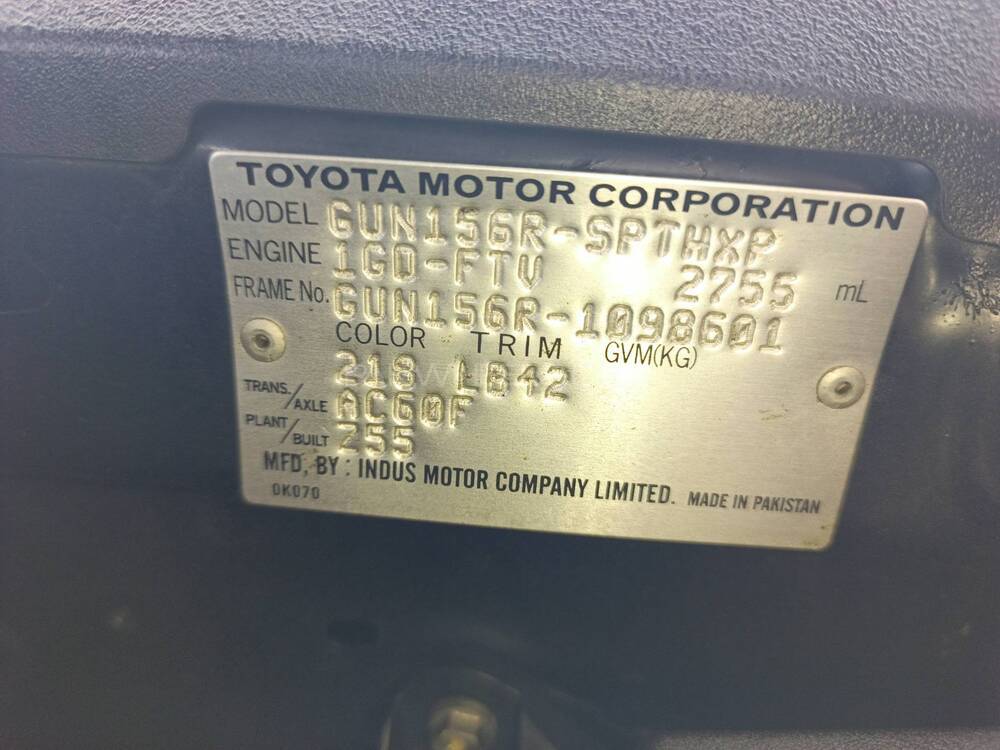 TOYOTA MOTOR CORPORATION
MODEL GUN156R-SPTHXP
ENGINE 1GD-FTV 2755 mL
FRAME No. GUN156R-1098601
COLOR TRIM GVM(KG)
218 LB42
TRANS./AXLE AC60F
PLANT/BUILT Z55
MFD, BY : INDUS MOTOR COMPANY LIMITED. MADE IN PAKISTAN
0K070